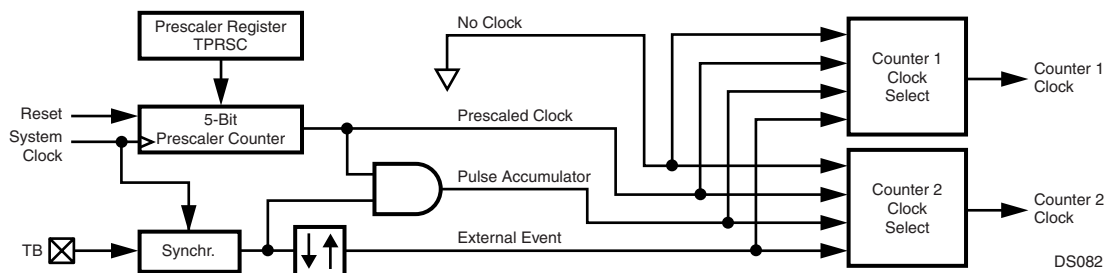 Prescaler Register
TPRSC
No Clock
Counter 1
Clock
Select
Counter 1
Clock
Reset
System
Clock
5-Bit
Prescaler Counter
Prescaled Clock
Pulse Accumulator
Counter 2
Clock
Select
Counter 2
Clock
TB
Synchr.
External Event
DS082